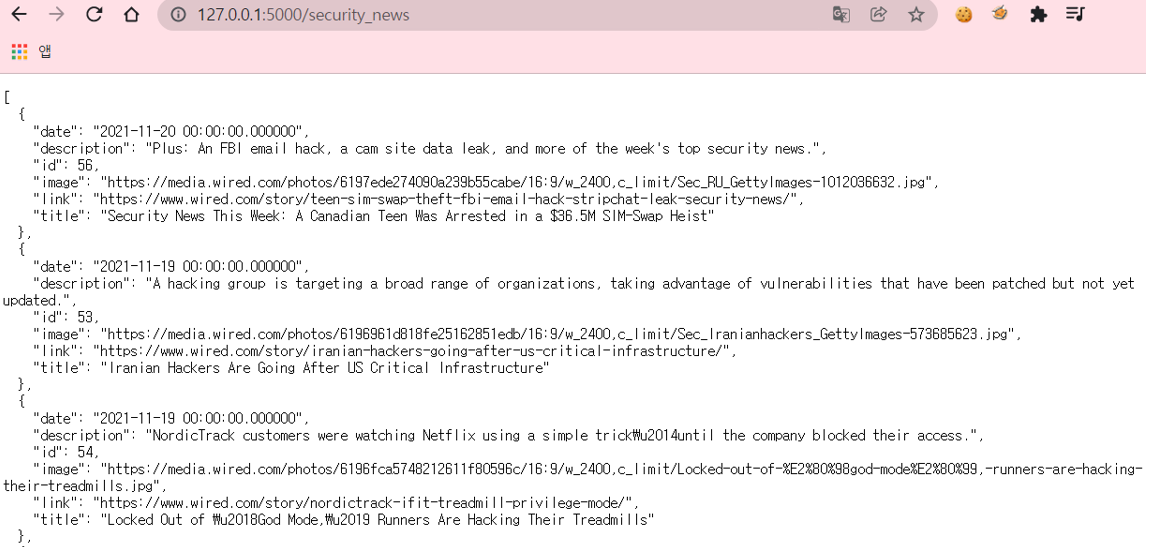 127.0.0.1:5000/security_news
앱
[
  {
    "date": "2021-11-20 00:00:00.000000",
    "description": "Plus: An FBI email hack, a cam site data leak, and more of the week's top security news.",
    "id": 56,
    "image": "https://media.wired.com/photos/6197ede274090a239b55cabe/16:9/w_2400,c_limit/Sec_RU_GettyImages-1012036632.jpg",
    "link": "https://www.wired.com/story/teen-sim-swap-theft-fbi-email-hack-stripchat-leak-security-news/",
    "title": "Security News This Week: A Canadian Teen Was Arrested in a $36.5M SIM-Swap Heist"
  },
  {
    "date": "2021-11-19 00:00:00.000000",
    "description": "A hacking group is targeting a broad range of organizations, taking advantage of vulnerabilities that have been patched but not yet
updated.",
    "id": 53,
    "image": "https://media.wired.com/photos/6196961d818fe25162851edb/16:9/w_2400,c_limit/Sec_Iranianhackers_GettyImages-573685623.jpg",
    "link": "https://www.wired.com/story/iranian-hackers-going-after-us-critical-infrastructure/",
    "title": "Iranian Hackers Are Going After US Critical Infrastructure"
  },
  {
    "date": "2021-11-19 00:00:00.000000",
    "description": "NordicTrack customers were watching Netflix using a simple trick₩u2014until the company blocked their access.",
    "id": 54,
    "image": "https://media.wired.com/photos/6196fca5748212611f80596c/16:9/w_2400,c_limit/Locked-out-of-%E2%80%98god-mode%E2%80%99,-runners-are-hacking-
their-treadmills.jpg",
    "link": "https://www.wired.com/story/nordictrack-ifit-treadmill-privilege-mode/",
    "title": "Locked Out of ₩u2018God Mode,₩u2019 Runners Are Hacking Their Treadmills"
  },